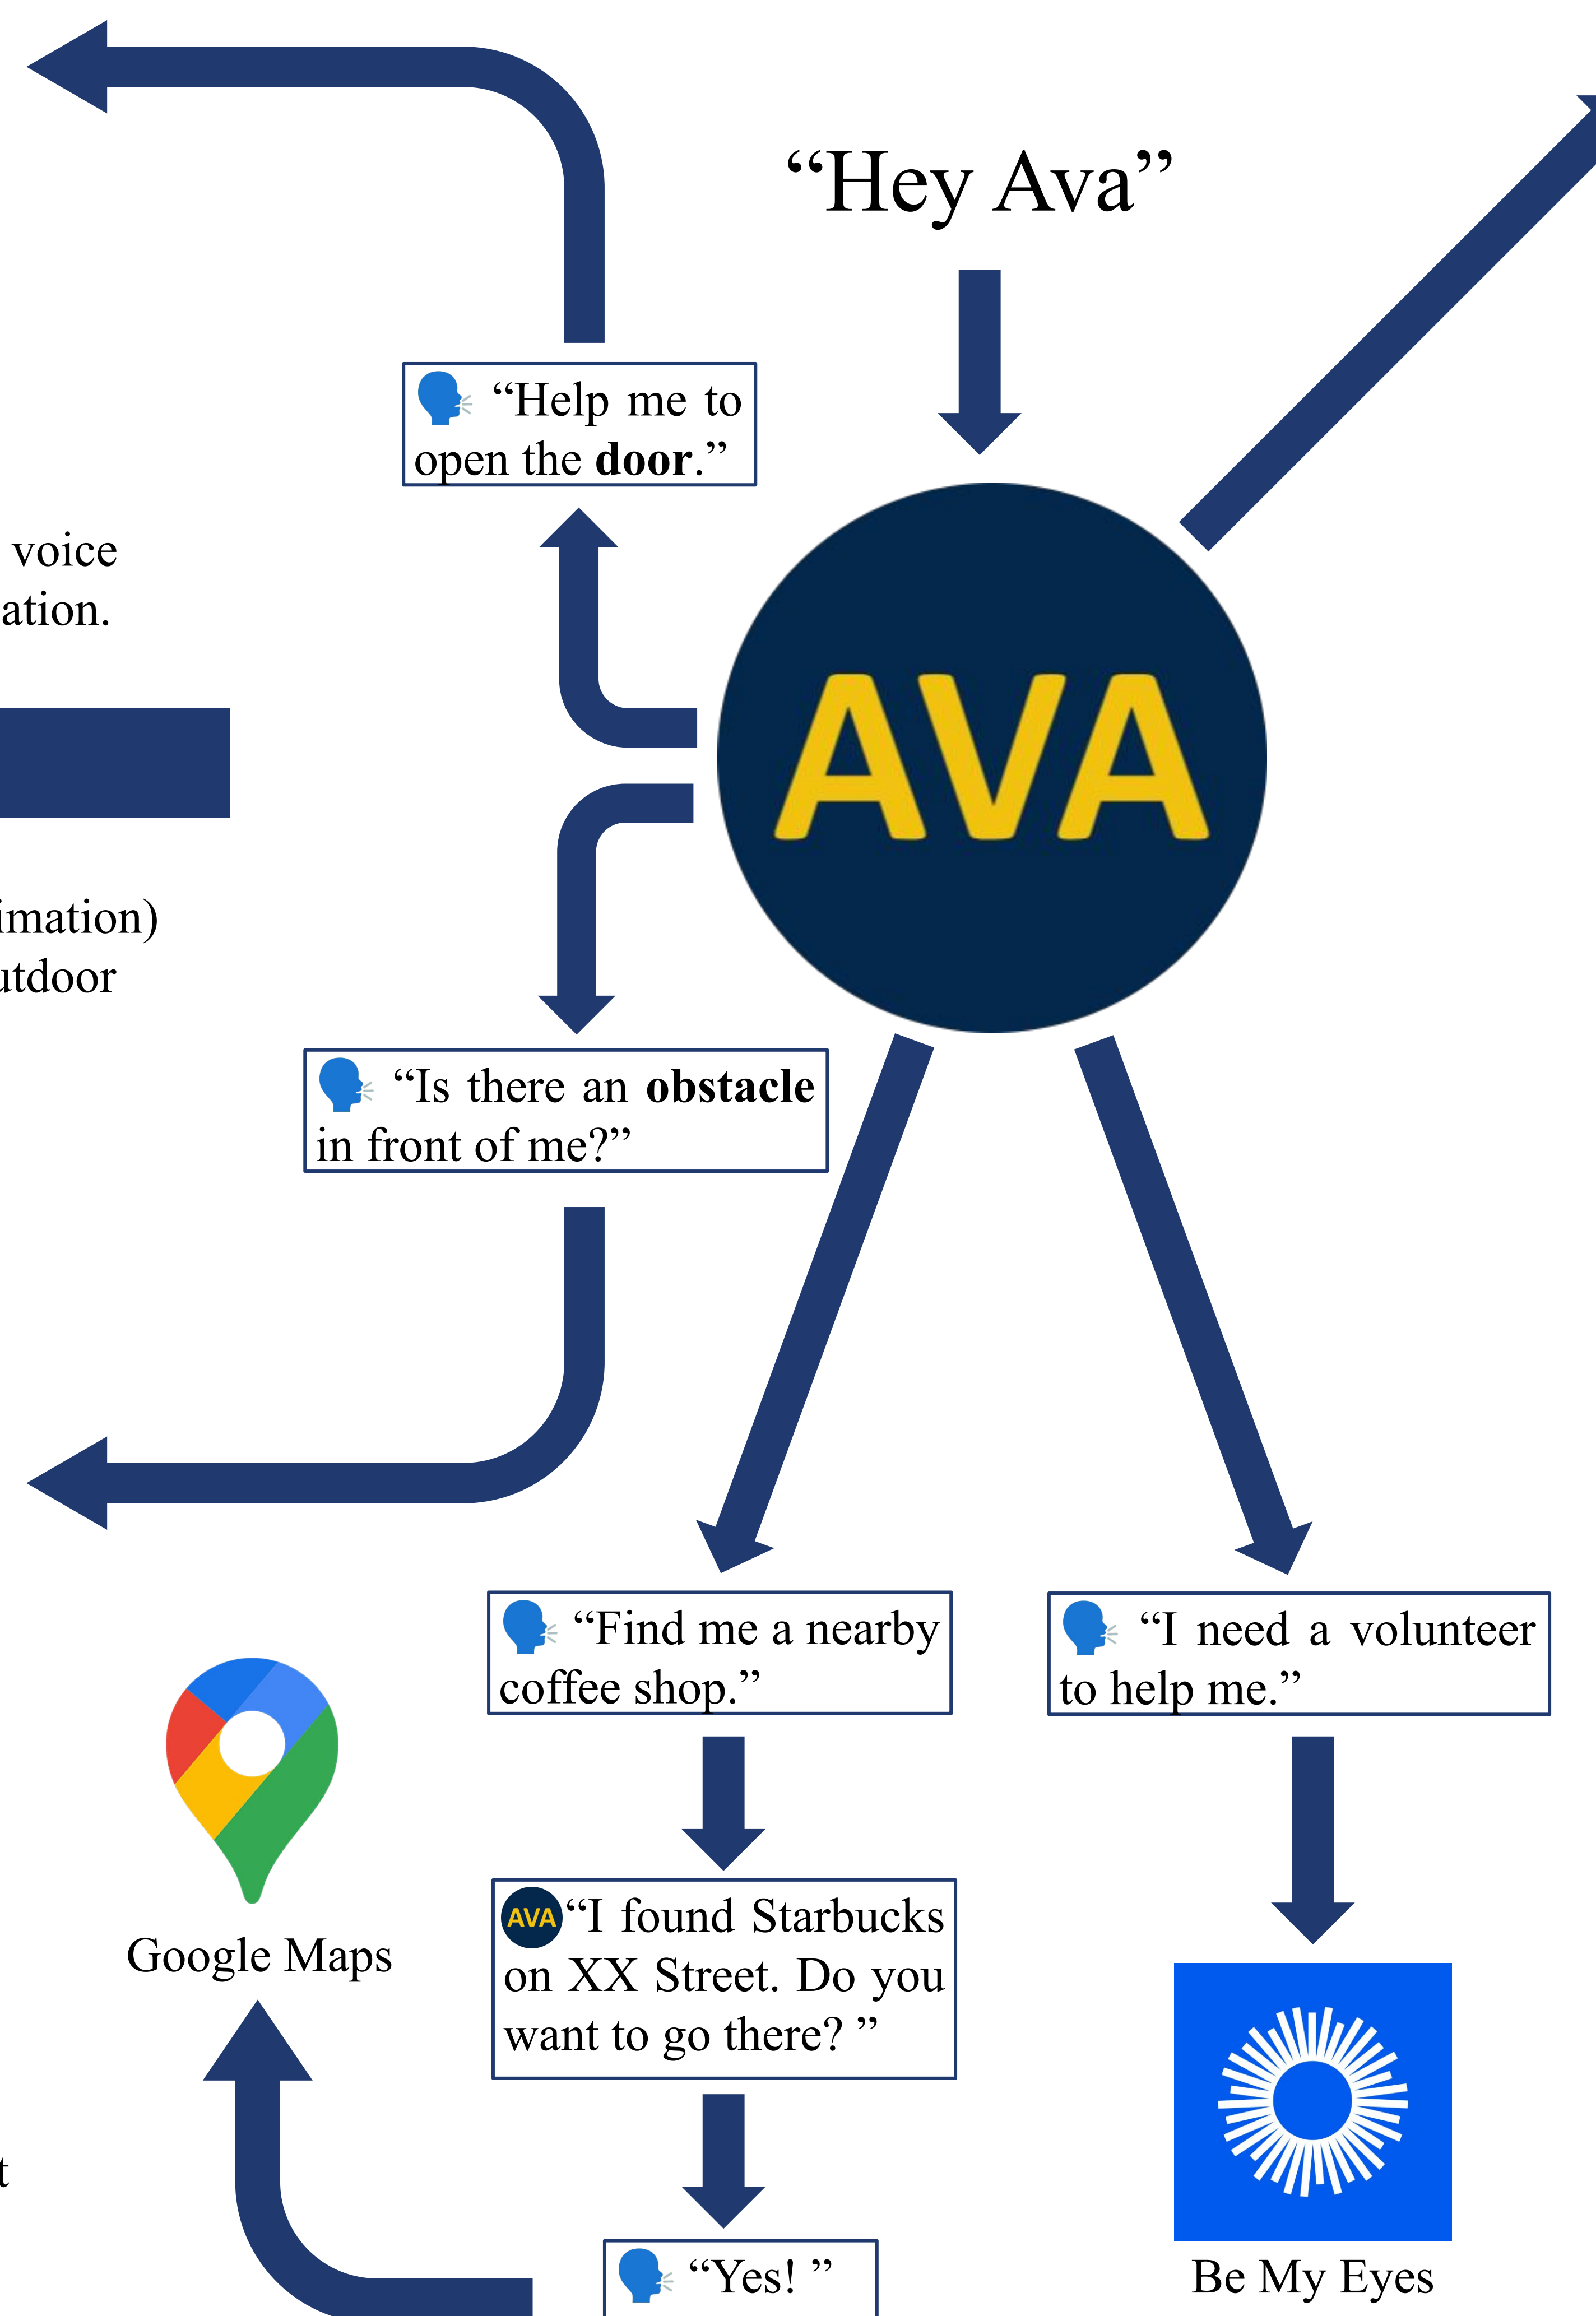 “Hey Ava”
“Help me to
open the door.”
voice
ation.
AVA
imation)
utdoor
“Is there an obstacle
in front of me?”
“Find me a nearby
coffee shop.”
“I need a volunteer
to help me.”
AVA “I found Starbucks
on XX Street. Do you
want to go there? ”
Google Maps
t
“Yes! ”
Be My Eyes